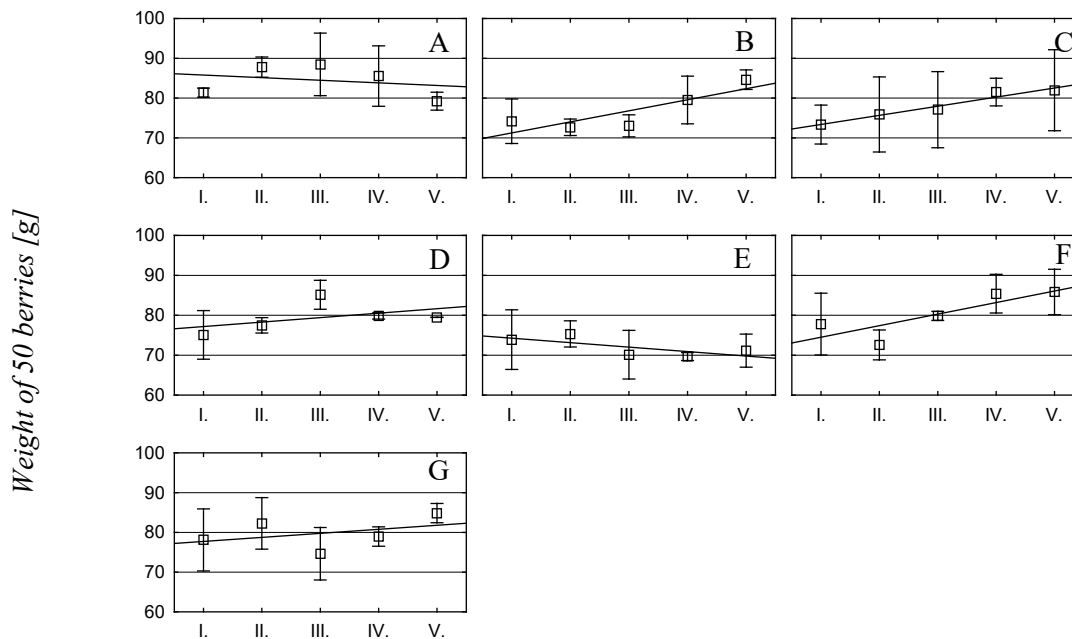 Weight of 50 berries [g]
100
90
80
70
60
A
I. II. III. IV. V.
B
I. II. III. IV. V.
C
I. II. III. IV. V.
100
90
80
70
60
D
I. II. III. IV. V.
E
I. II. III. IV. V.
F
I. II. III. IV. V.
100
90
80
70
60
G
I. II. III. IV. V.